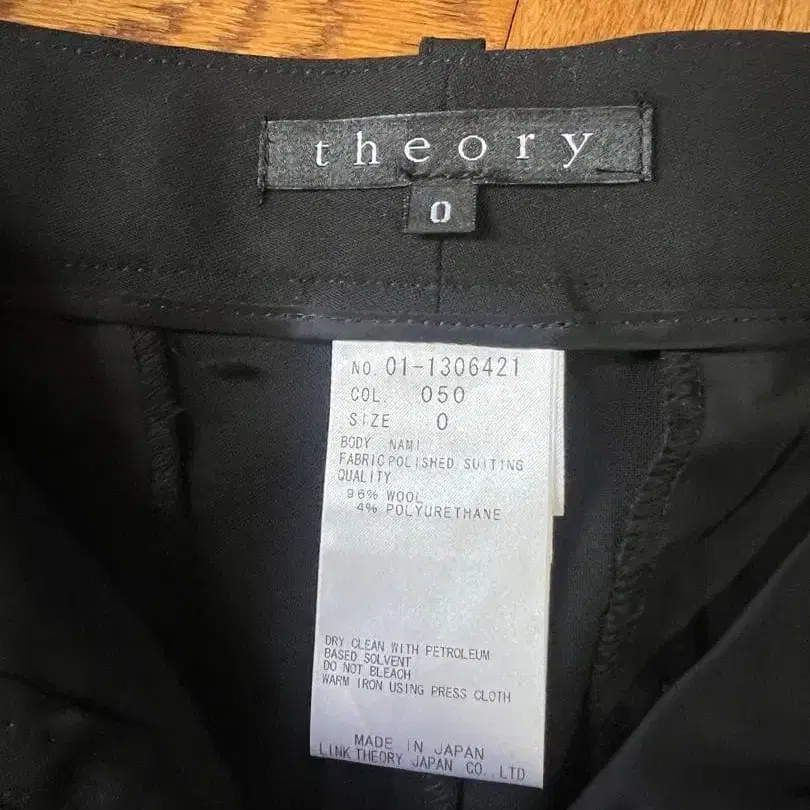 theory
0
NO. 01-1306421
COL. 050
SIZE 0
BODY NAMI
FABRIC POLISHED SUITING
QUALITY
96% WOOL
4% POLYURETHANE
DRY CLEAN WITH PETROLEUM
BASED SOLVENT
DO NOT BLEACH
WARM IRON USING PRESS CLOTH
MADE IN JAPAN
LINK THEORY JAPAN CO.,LTD